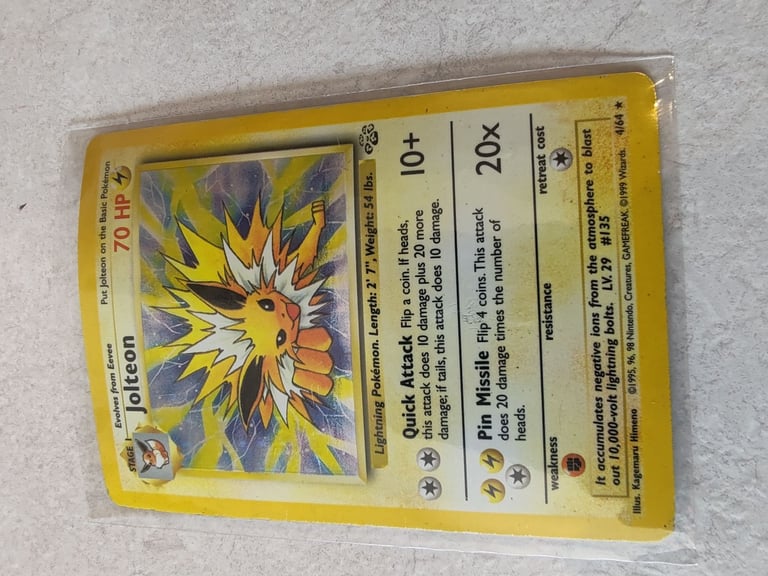 Evolves from Eevee Put Jolteon on the Basic Pokémon
STAGE 1
Jolteon 70 HP
Lightning Pokémon. Length: 2' 7", Weight: 54 lbs.
Quick Attack Flip a coin. If heads,
this attack does 10 damage plus 20 more
damage; if tails, this attack does 10 damage.
10+
Pin Missile Flip 4 coins. This attack
does 20 damage times the number of
heads.
20x
weakness resistance retreat cost
It accumulates negative ions from the atmosphere to blast
out 10,000-volt lightning bolts. LV. 29 #135
Illus. Kagemaru Himeno ©1995, 96, 98 Nintendo, Creatures, GAMEFREAK. ©1999 Wizards. 4/64 ★